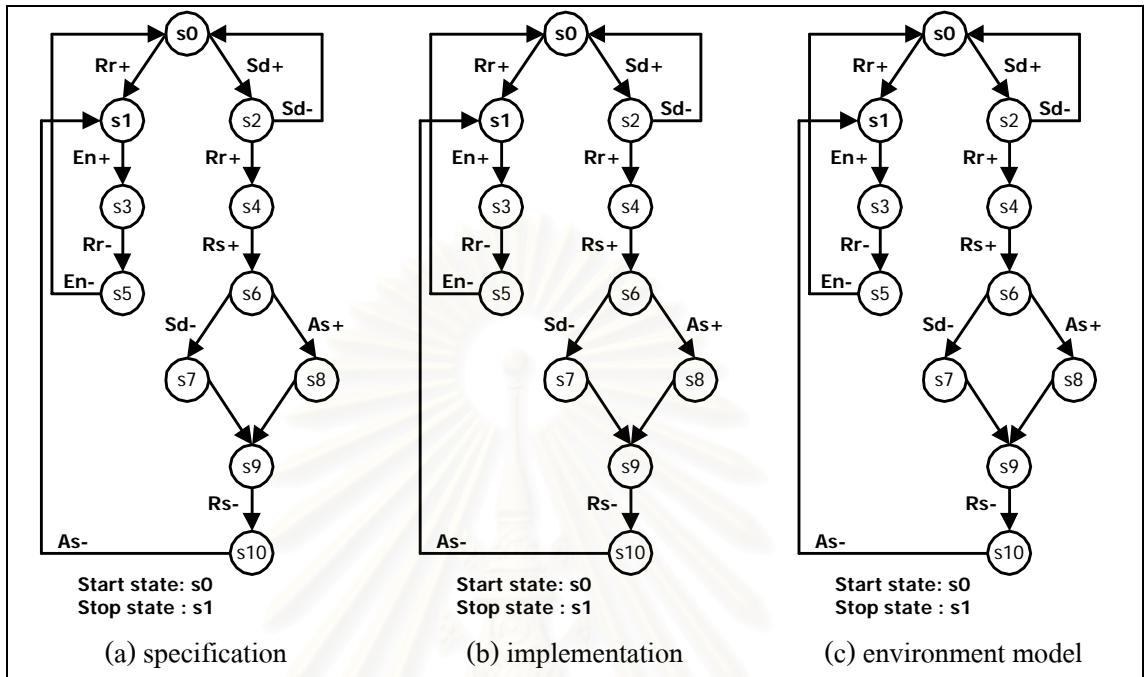 s0
Rr+
Sd+
s1
s2
Sd-
En+
Rr+
s3
s4
Rr-
Rs+
En-
s5
s6
Sd-
As+
s7
s8
s9
Rs-
As-
s10
Start state: s0
Stop state : s1
(a) specification
s0
Rr+
Sd+
s1
s2
Sd-
En+
Rr+
s3
s4
Rr-
Rs+
En-
s5
s6
Sd-
As+
s7
s8
s9
Rs-
As-
s10
Start state: s0
Stop state : s1
(b) implementation
s0
Rr+
Sd+
s1
s2
Sd-
En+
Rr+
s3
s4
Rr-
Rs+
En-
s5
s6
Sd-
As+
s7
s8
s9
Rs-
As-
s10
Start state: s0
Stop state : s1
(c) environment model